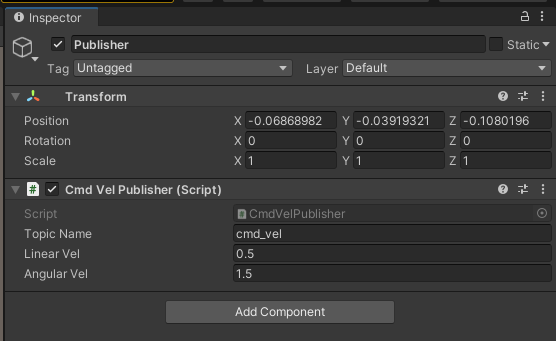 Inspector
Publisher Static
Tag Untagged Layer Default
Transform
Position X -0.06868982 Y -0.03919321 Z -0.1080196
Rotation X 0 Y 0 Z 0
Scale X 1 Y 1 Z 1
# Cmd Vel Publisher (Script)
Script # CmdVelPublisher
Topic Name cmd_vel
Linear Vel 0.5
Angular Vel 1.5
Add Component